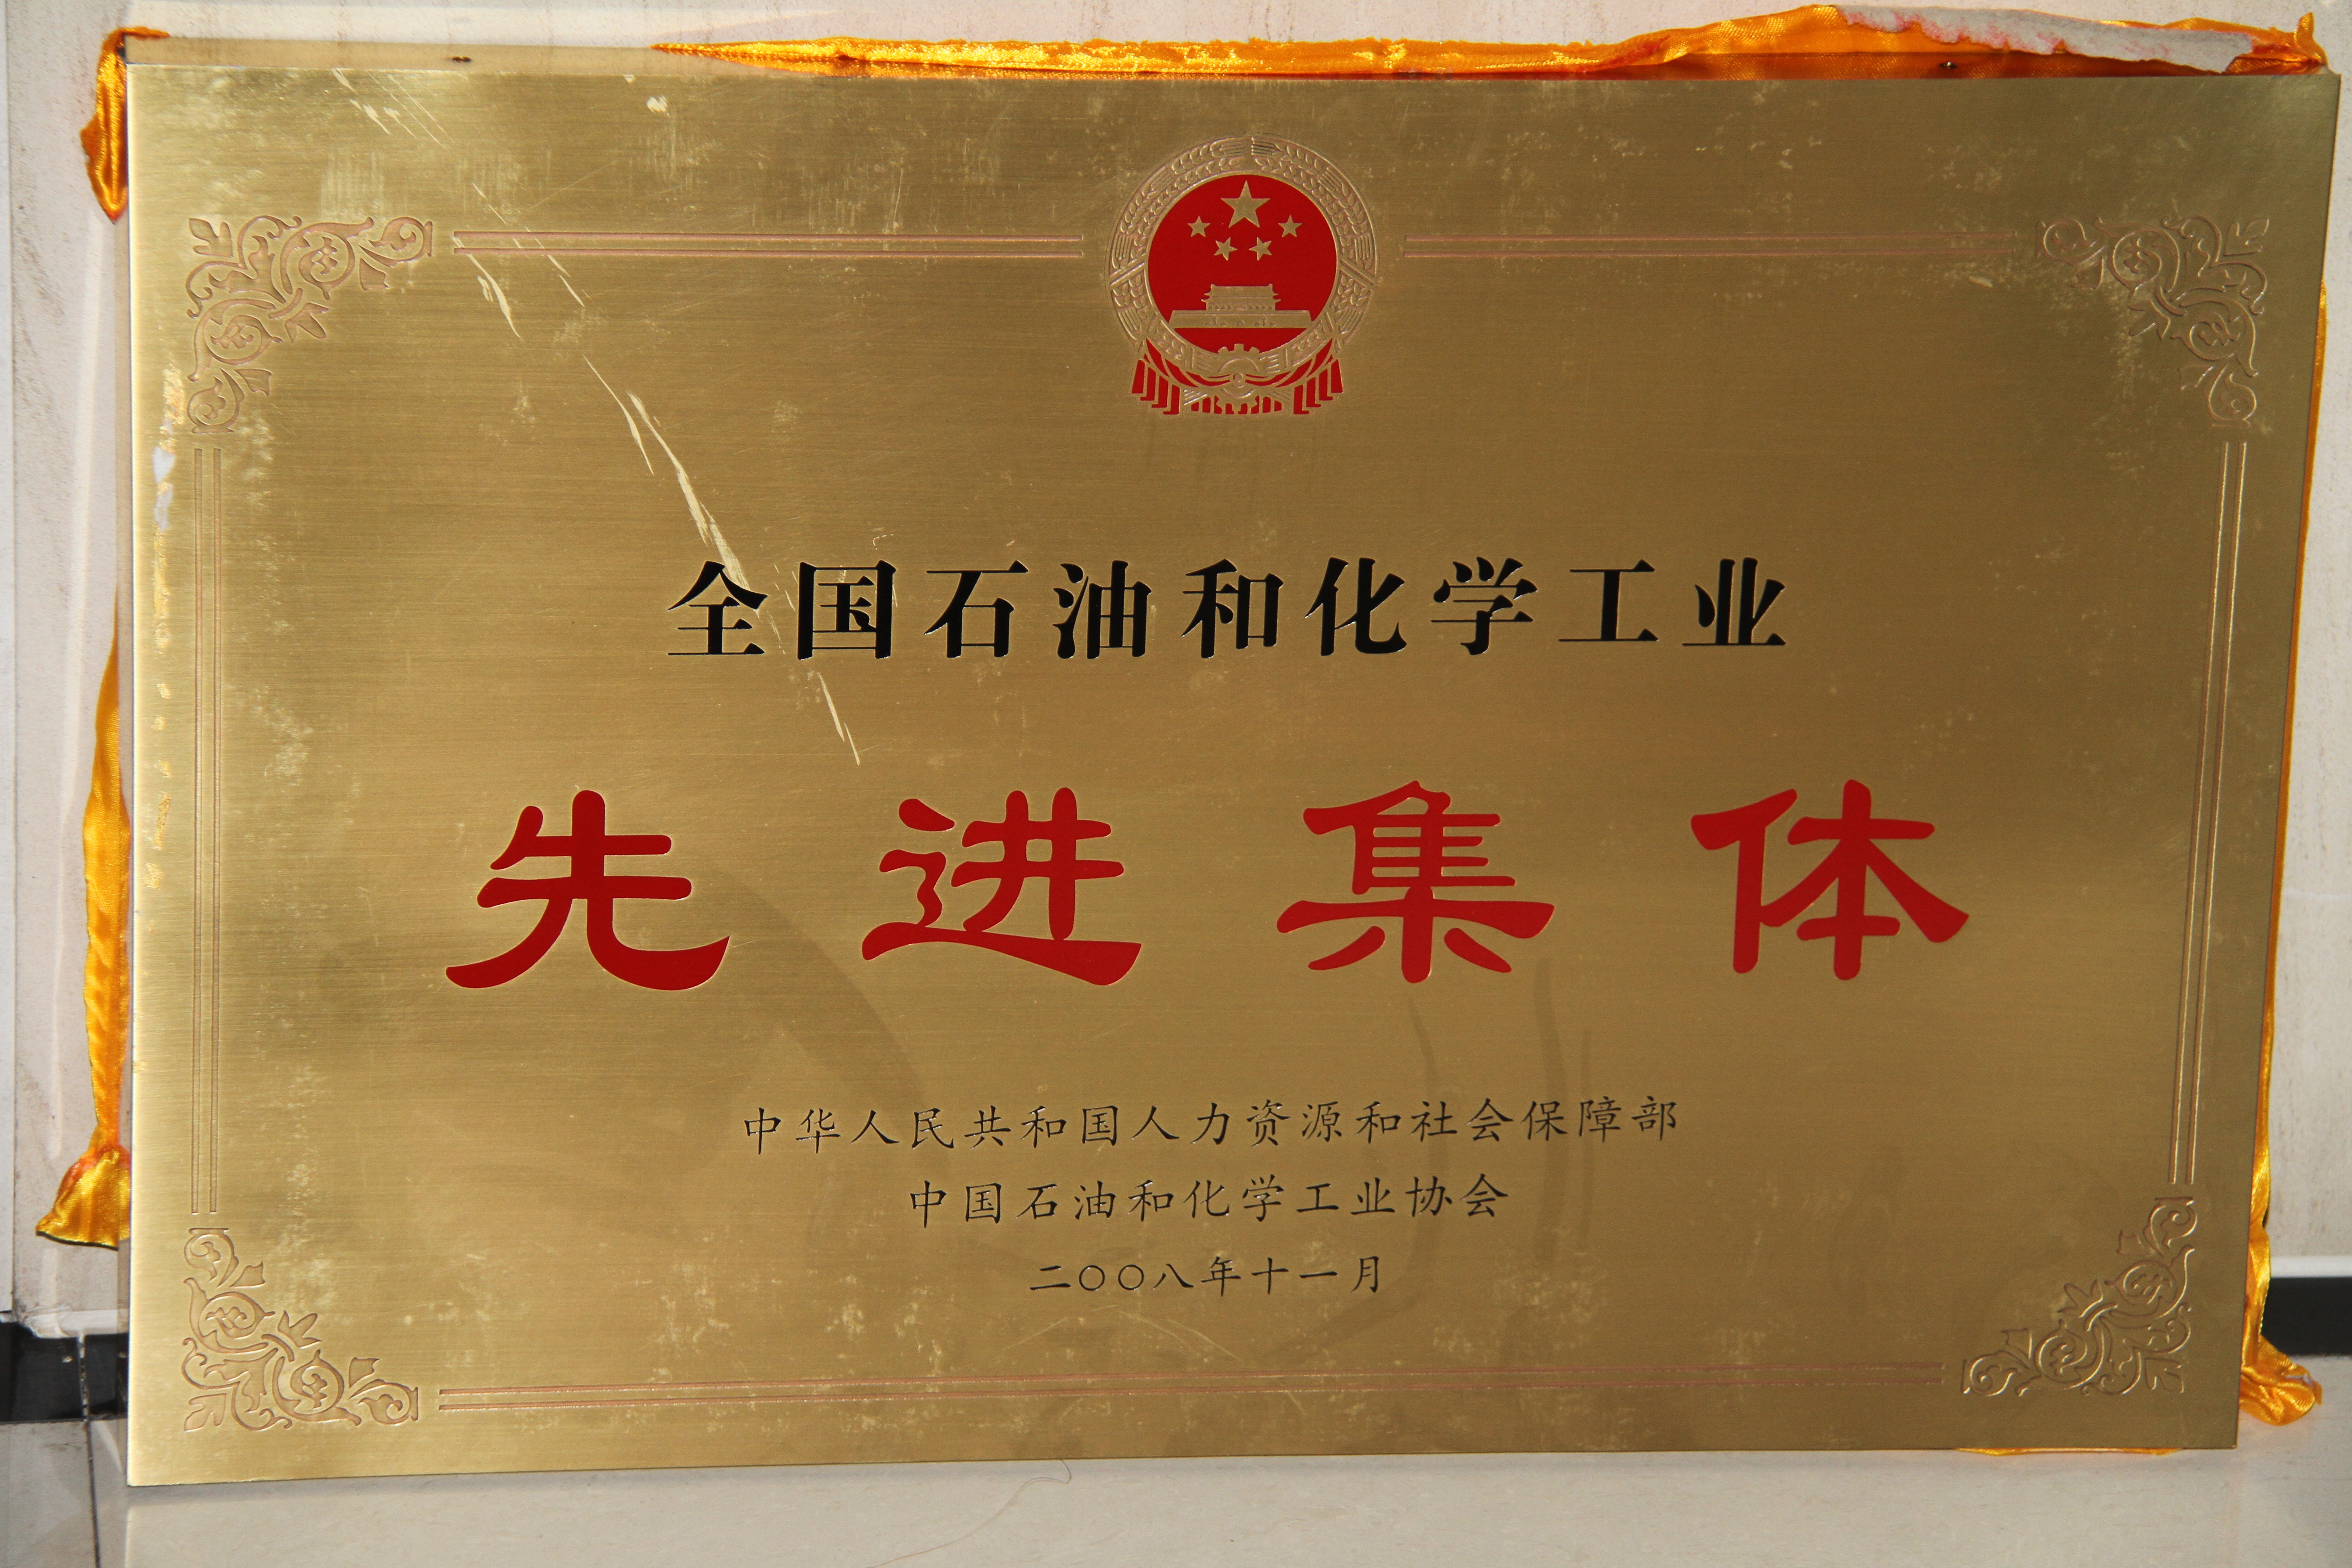 全国石油和化学工业
先进集体
中华人民共和国人力资源和社会保障部
中国石油和化学工业协会
二〇〇八年十一月